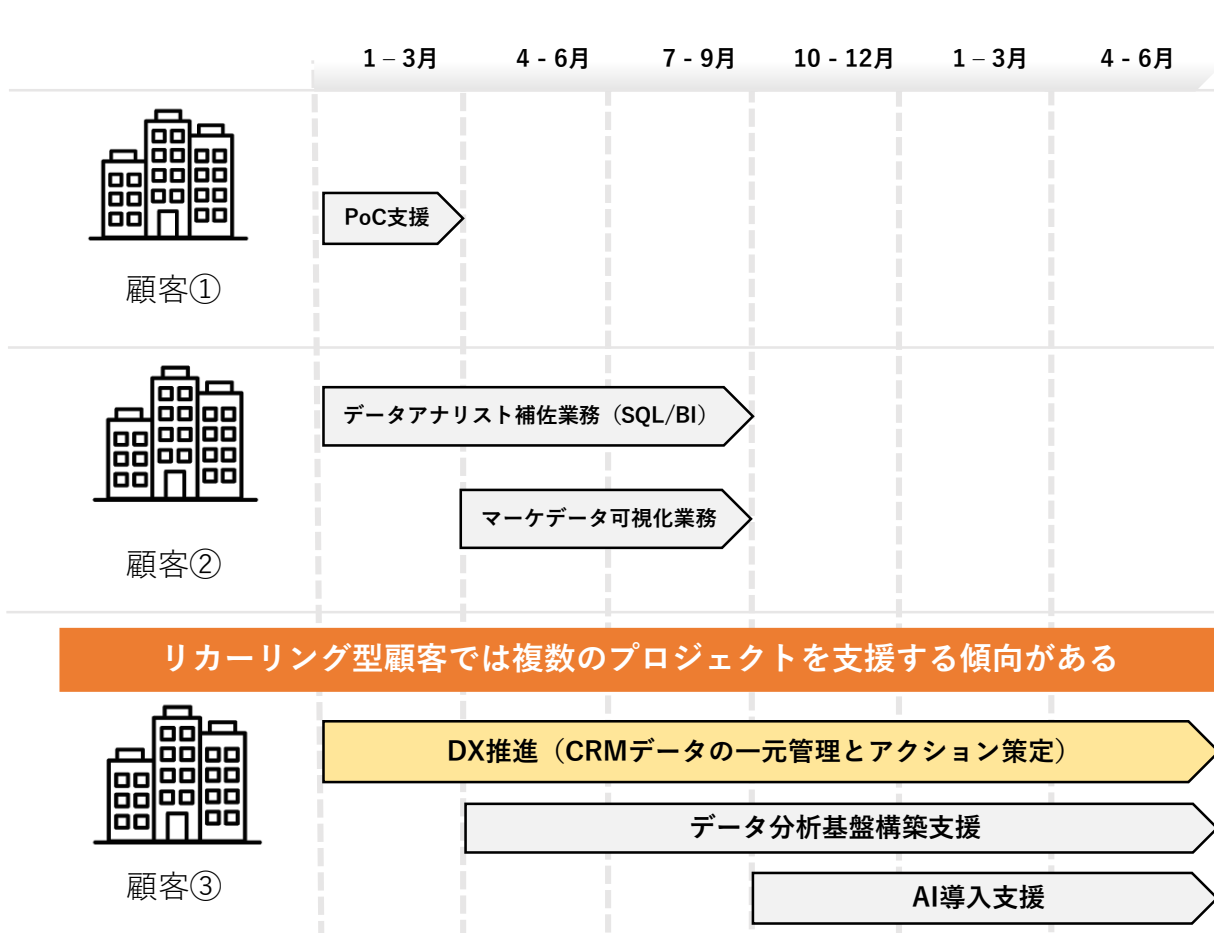 1 – 3月 4 - 6月 7 - 9月 10 - 12月 1 – 3月 4 - 6月
PoC支援
顧客①
データアナリスト補佐業務（SQL/BI）
マーケデータ可視化業務
顧客②
リカーリング型顧客では複数のプロジェクトを支援する傾向がある
DX推進（CRMデータの一元管理とアクション策定）
データ分析基盤構築支援
顧客③
AI導入支援